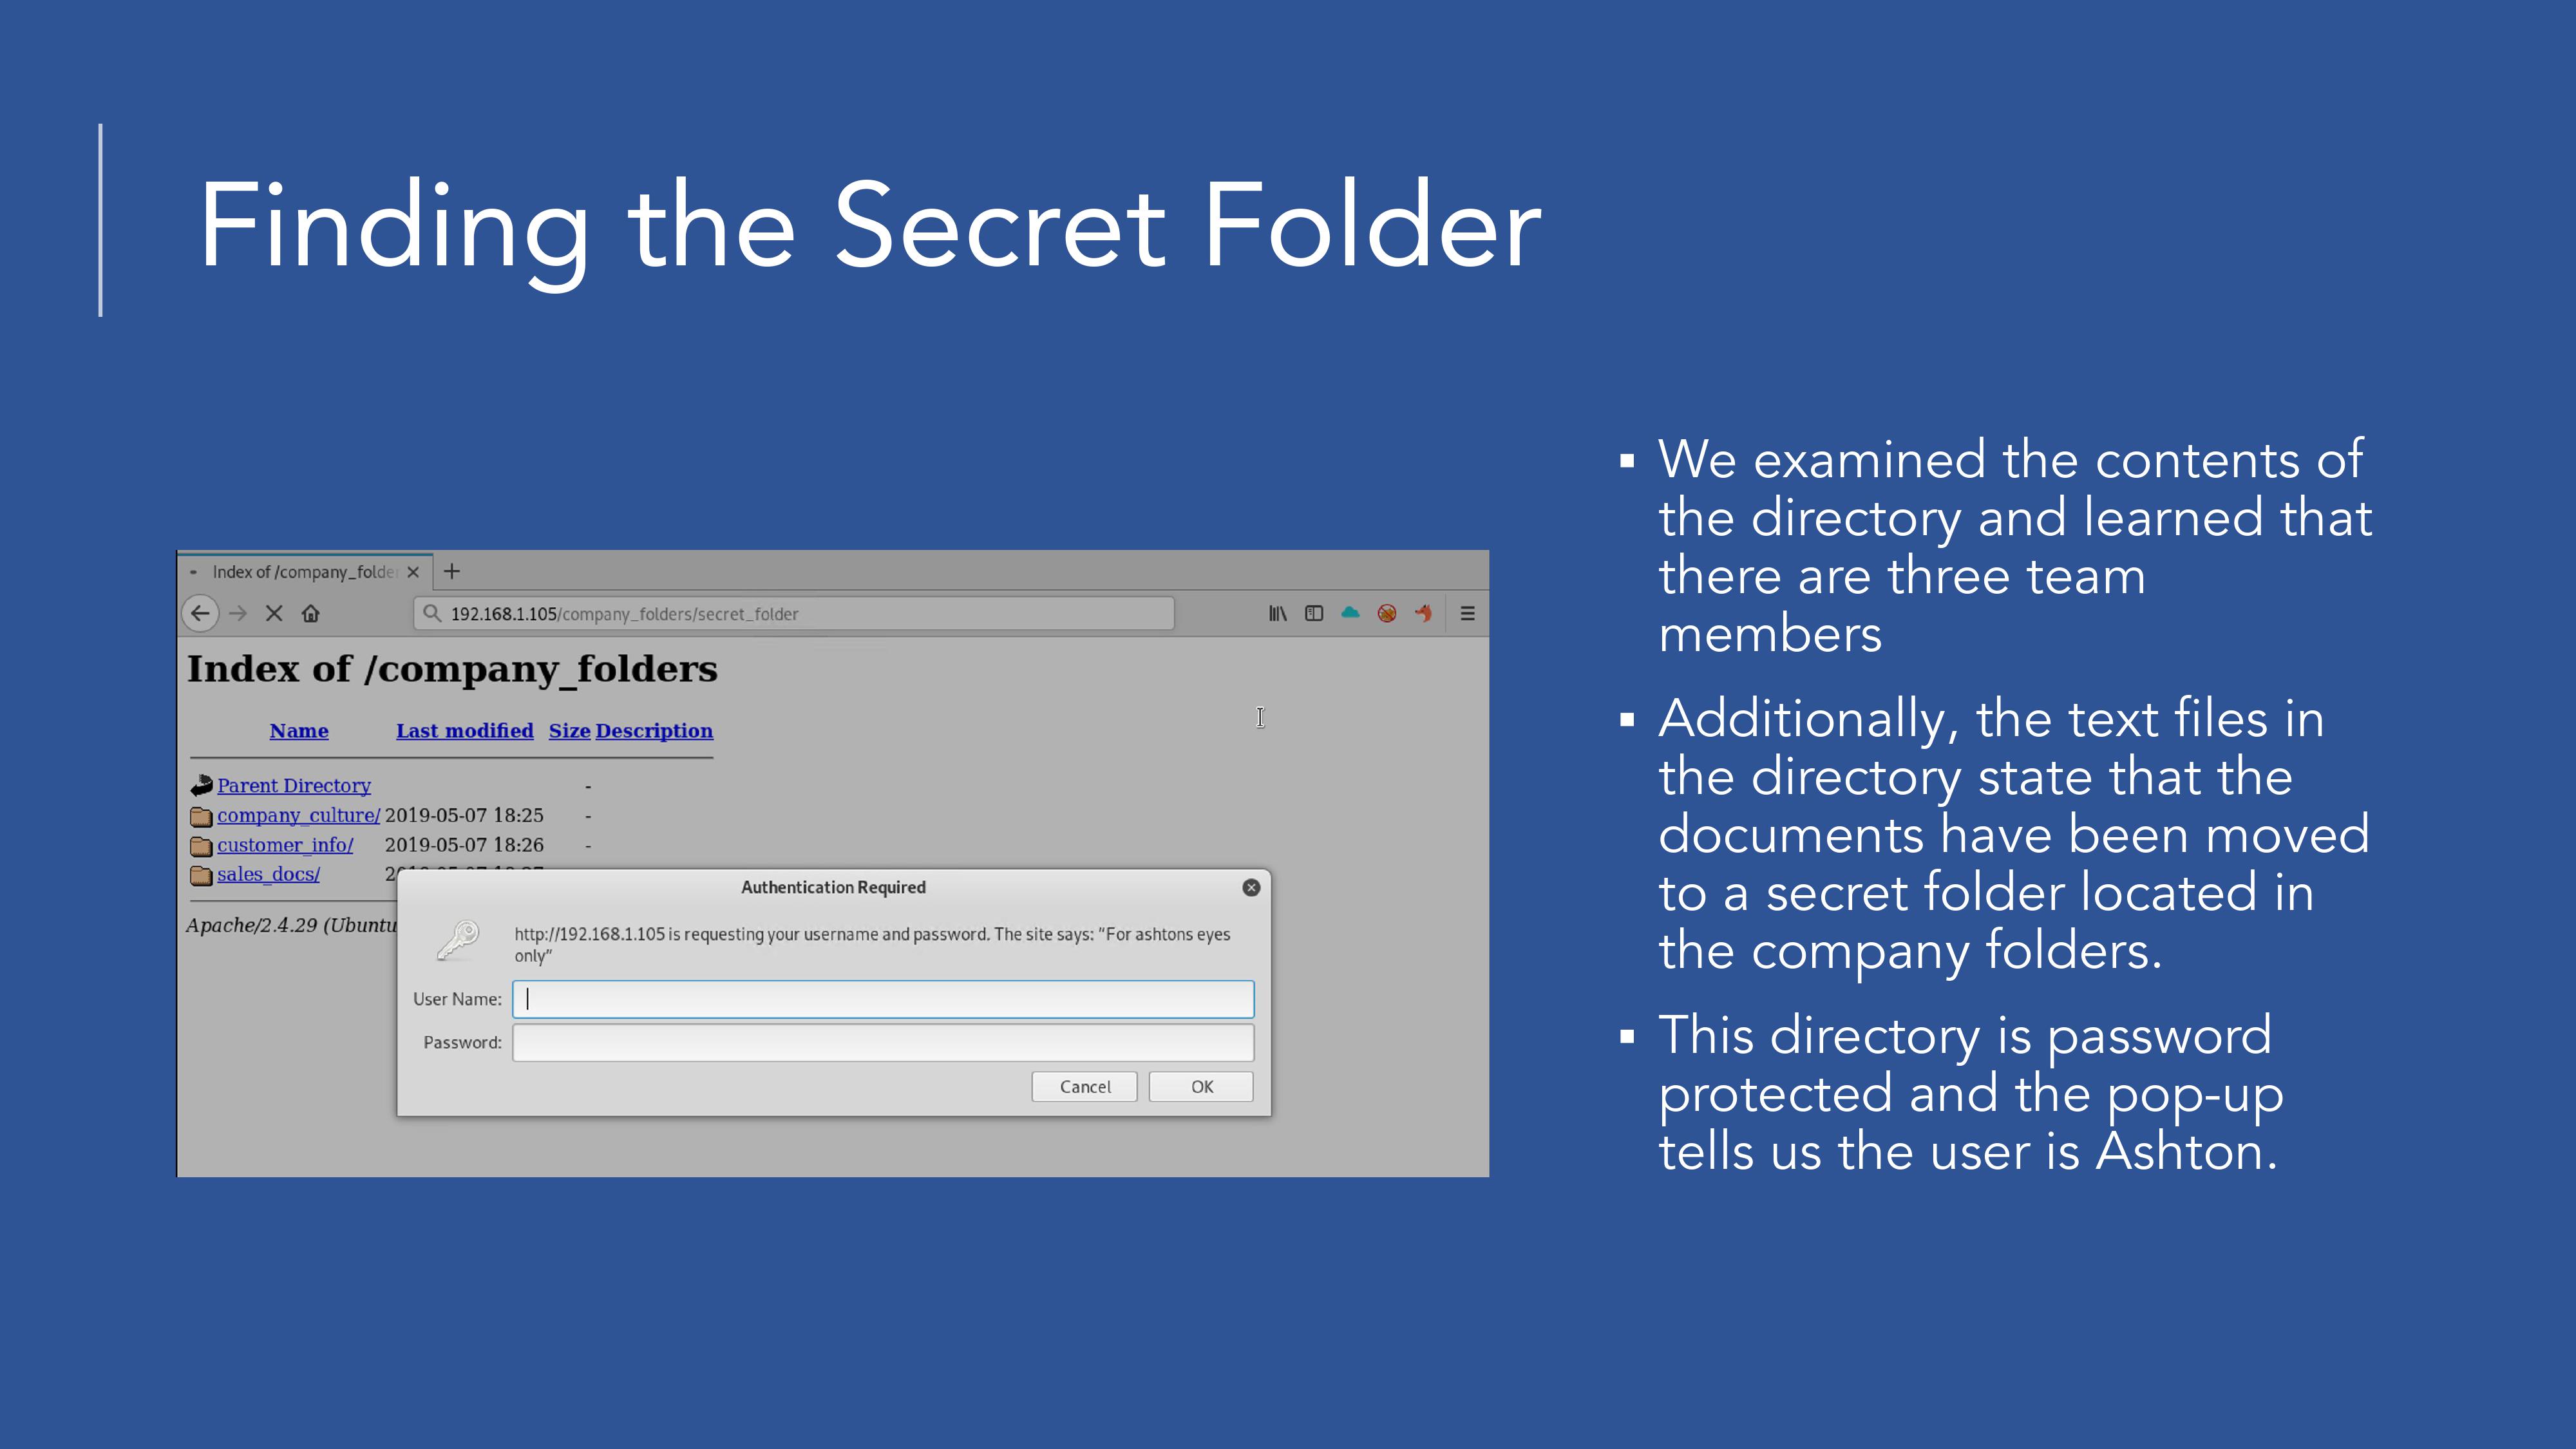 Finding the Secret Folder
Index of /company_folde
192.168.1.105/company_folders/secret_folder
Index of /company_folders
Name Last modified Size Description
Parent Directory -
company_culture/ 2019-05-07 18:25 -
customer_info/ 2019-05-07 18:26 -
sales_docs/
Apache/2.4.29 (Ubuntu
Authentication Required
http://192.168.1.105 is requesting your username and password. The site says: “For ashtons eyes
only”
User Name:
Password:
Cancel OK
▪ We examined the contents of
the directory and learned that
there are three team
members
▪ Additionally, the text files in
the directory state that the
documents have been moved
to a secret folder located in
the company folders.
▪ This directory is password
protected and the pop-up
tells us the user is Ashton.